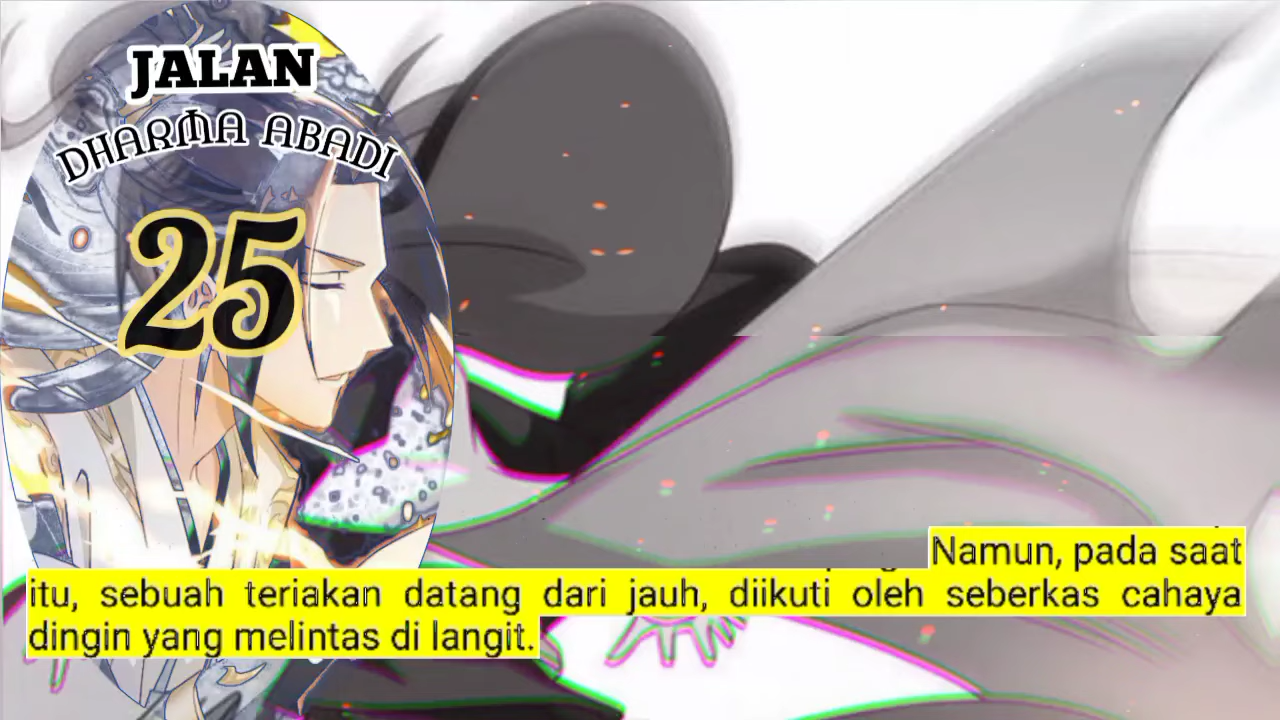 JALAN
DHARMA ABADI
25
Namun, pada saat
itu, sebuah teriakan datang dari jauh, diikuti oleh seberkas cahaya
dingin yang melintas di langit.